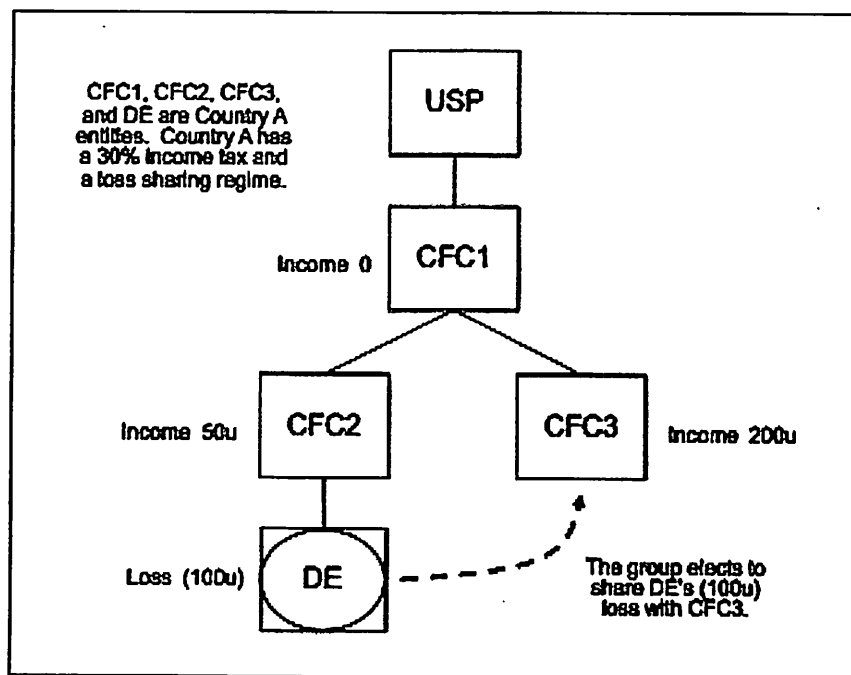 CFC1, CFC2, CFC3,
and DE are Country A
entities. Country A has
a 30% income tax and
a loss sharing regime.
USP
Income 0
CFC1
Income 50u
CFC2
CFC3
Income 200u
Loss (100u)
DE
The group elects to
share DE's (100u)
loss with CFC3.